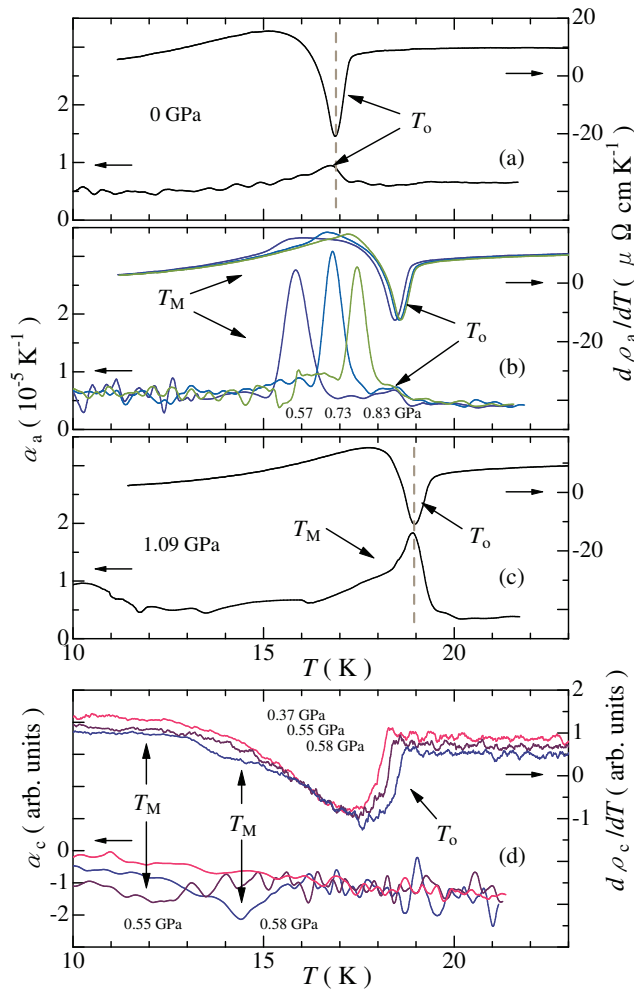 20
0
-20
3
2
1
0
0 GPa
T_o
(a)
0
-20
3
2
1
0
T_M
T_o
0.57 0.73 0.83 GPa
(b)
α_a ( 10⁻⁵ K⁻¹ )
d ρ_a /dT ( μ Ω cm K⁻¹ )
0
-20
3
2
1
0
T_M
T_o
1.09 GPa
(c)
10 15 20
T ( K )
2
1
0
-1
0
-1
-2
0.37 GPa
0.55 GPa
0.58 GPa
T_M
T_M
T_o
(d)
0.55 GPa 0.58 GPa
α_c ( arb. units )
d ρ_c /dT ( arb. units )
10 15 20
T ( K )